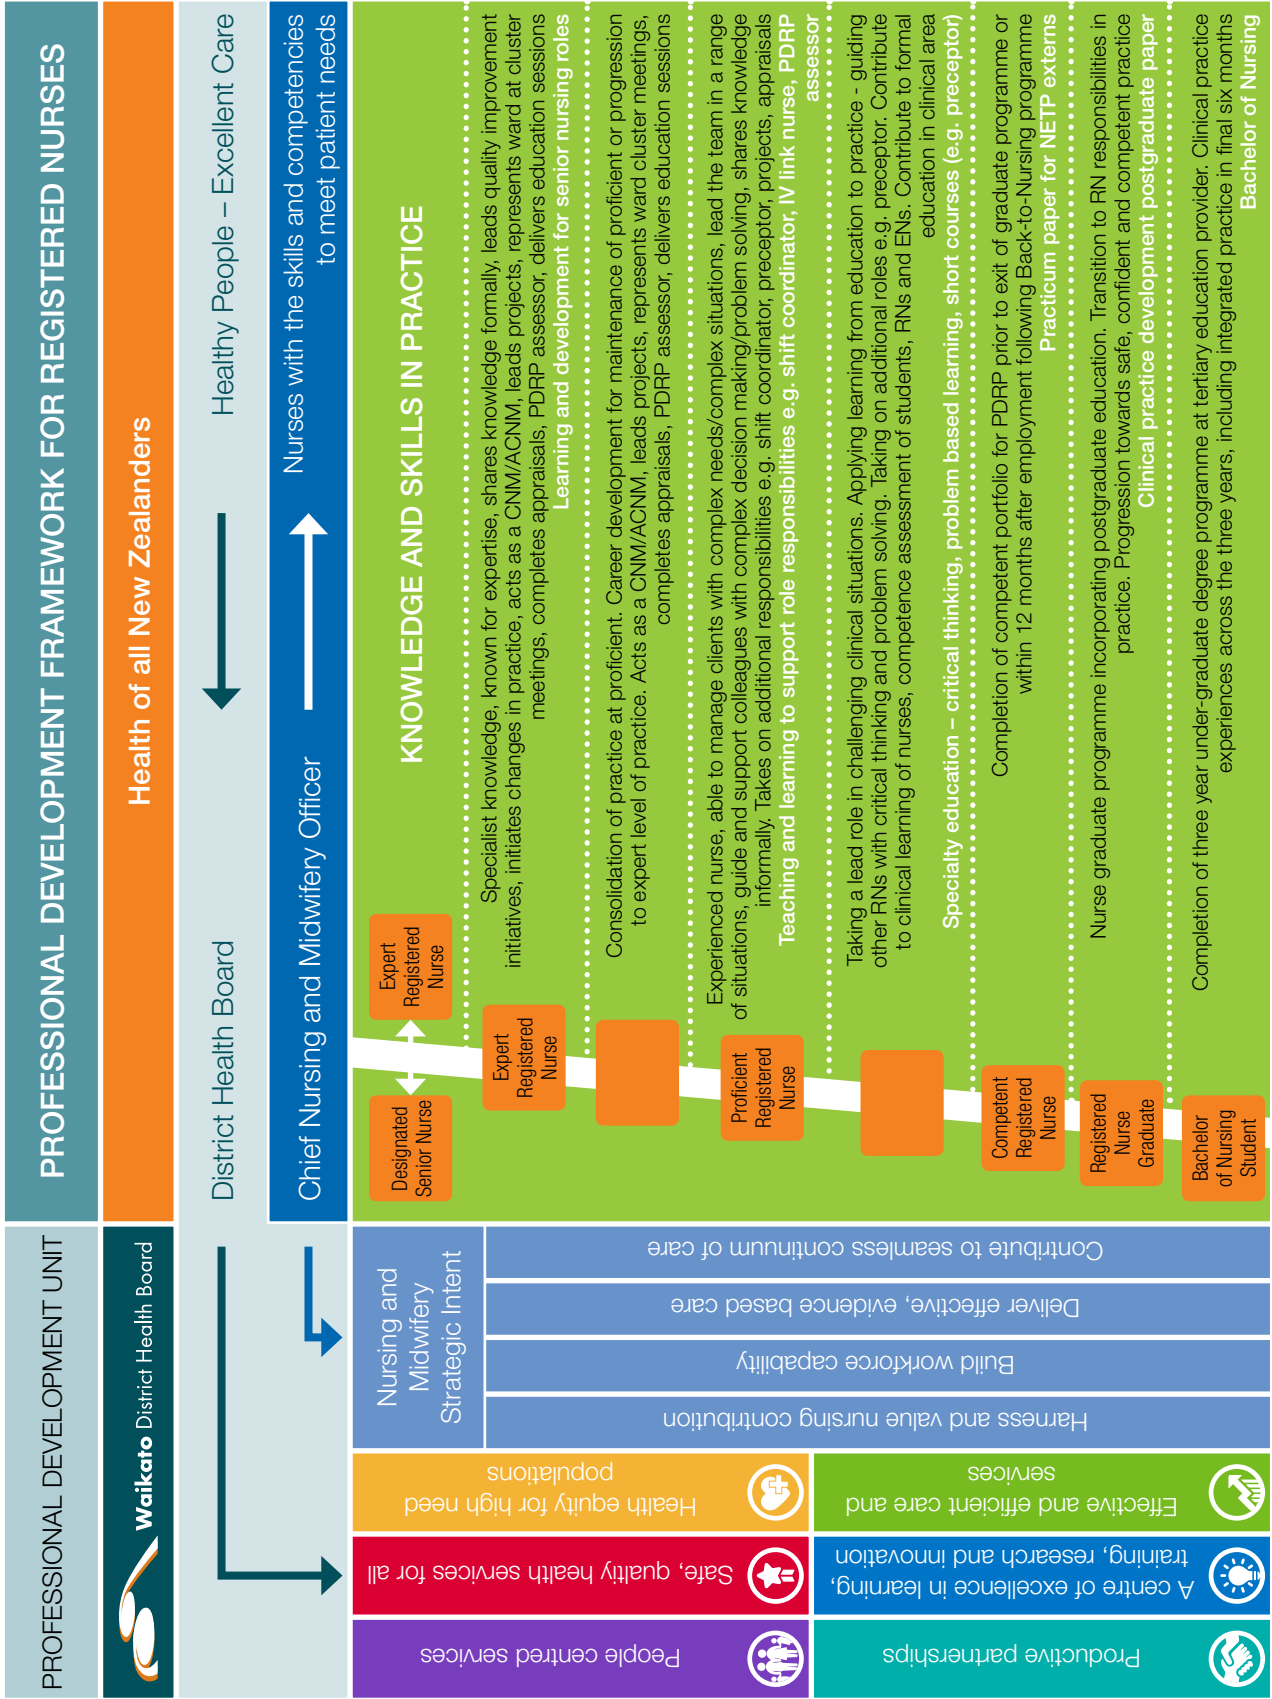 PROFESSIONAL DEVELOPMENT UNIT
PROFESSIONAL DEVELOPMENT FRAMEWORK FOR REGISTERED NURSES
Waikato District Health Board
Health of all New Zealanders
District Health Board
Healthy People – Excellent Care
Chief Nursing and Midwifery Officer
Nurses with the skills and competencies
to meet patient needs
People centred services
Safe, qualtiy health services for all
Health equity for high need
populations
Productive partnerships
A centre of excellence in learning,
training, research and innovation
Effective and efficient care and
services
Nursing and
Midwifery
Strategic Intent
Harness and value nursing contribution
Build workforce capability
Deliver effective, evidence based care
Contribute to seamless continuum of care
Designated
Senior Nurse
Expert
Registered
Nurse
KNOWLEDGE AND SKILLS IN PRACTICE
Expert
Registered
Nurse
Specialist knowledge, known for expertise, shares knowledge formally, leads quality improvement
initiatives, initiates changes in practice, acts as a CNM/ACNM, leads projects, represents ward at cluster
meetings, completes appraisals, PDRP assessor, delivers education sessions
Learning and development for senior nursing roles
Consolidation of practice at proficient. Career development for maintenance of proficient or progression
to expert level of practice. Acts as a CNM/ACNM, leads projects, represents ward cluster meetings,
completes appraisals, PDRP assessor, delivers education sessions
Proficient
Registered
Nurse
Experienced nurse, able to manage clients with complex needs/complex situations, lead the team in a range
of situations, guide and support colleagues with complex decision making/problem solving, shares knowledge
informally. Takes on additional responsibilities e.g. shift coordinator, preceptor, projects, appraisals
Teaching and learning to support role responsibilities e.g. shift coordinator, IV link nurse, PDRP
assessor
Taking a lead role in challenging clinical situations. Applying learning from education to practice - guiding
other RNs with critical thinking and problem solving. Taking on additional roles e.g. preceptor. Contribute
to clinical learning of nurses, competence assessment of students, RNs and ENs. Contribute to formal
education in clinical area
Specialty education – critical thinking, problem based learning, short courses (e.g. preceptor)
Competent
Registered
Nurse
Completion of competent portfolio for PDRP prior to exit of graduate programme or
within 12 months after employment following Back-to-Nursing programme
Practicum paper for NETP externs
Registered
Nurse
Graduate
Nurse graduate programme incorporating postgraduate education. Transition to RN responsibilities in
practice. Progression towards safe, confident and competent practice
Clinical practice development postgraduate paper
Bachelor
of Nursing
Student
Completion of three year under-graduate degree programme at tertiary education provider. Clinical practice
experiences across the three years, including integrated practice in final six months
Bachelor of Nursing